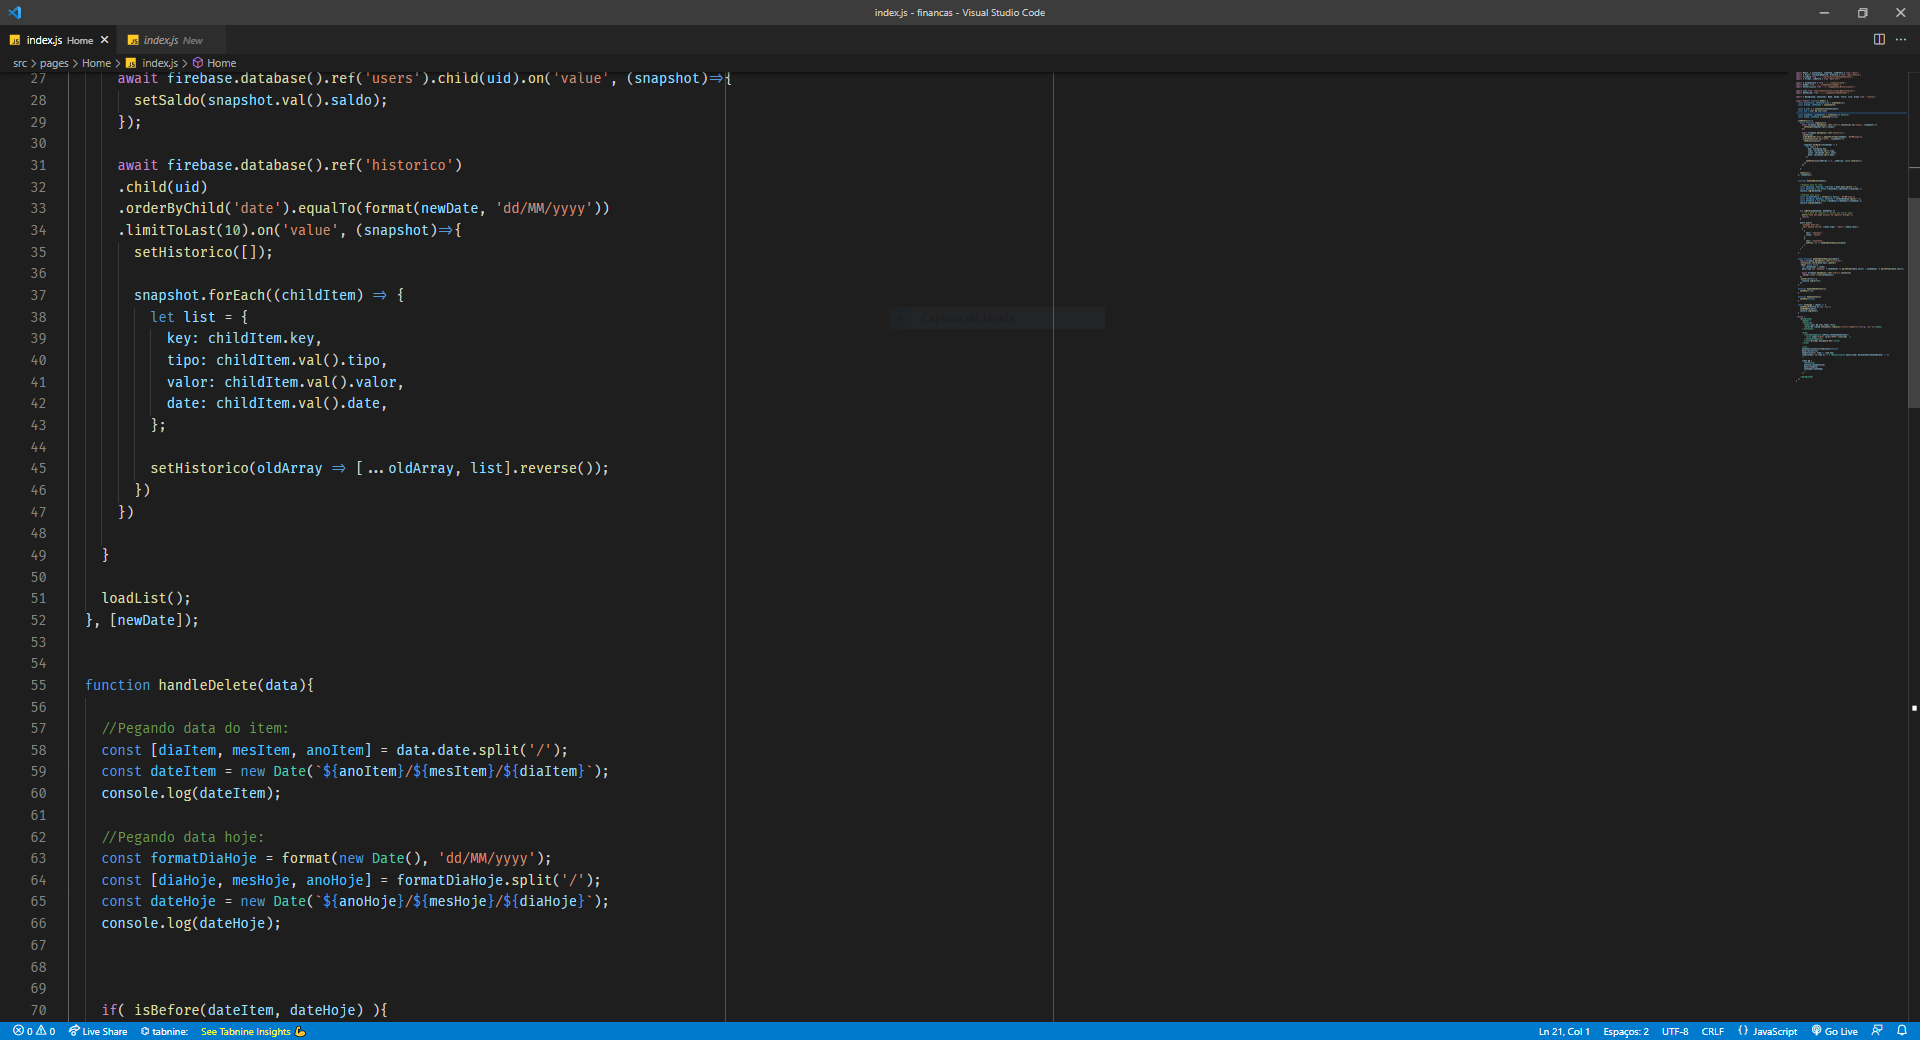 index.js - financas - Visual Studio Code
index.js Home
index.js New
src > pages > Home > index.js > Home
27 await firebase.database().ref('users').child(uid).on('value', (snapshot)=>{
28 setSaldo(snapshot.val().saldo);
29 });
30
31 await firebase.database().ref('historico')
32 .child(uid)
33 .orderByChild('date').equalTo(format(newDate, 'dd/MM/yyyy'))
34 .limitToLast(10).on('value', (snapshot)=>{
35 setHistorico([]);
36
37 snapshot.forEach((childItem) => {
38 let list = {
39 key: childItem.key,
40 tipo: childItem.val().tipo,
41 valor: childItem.val().valor,
42 date: childItem.val().date,
43 };
44
45 setHistorico(oldArray => [...oldArray, list].reverse());
46 })
47 })
48
49 }
50
51 loadList();
52 }, [newDate]);
53
54
55 function handleDelete(data){
56
57 //Pegando data do item:
58 const [diaItem, mesItem, anoItem] = data.date.split('/');
59 const dateItem = new Date(`${anoItem}/${mesItem}/${diaItem}`);
60 console.log(dateItem);
61
62 //Pegando data hoje:
63 const formatDiaHoje = format(new Date(), 'dd/MM/yyyy');
64 const [diaHoje, mesHoje, anoHoje] = formatDiaHoje.split('/');
65 const dateHoje = new Date(`${anoHoje}/${mesHoje}/${diaHoje}`);
66 console.log(dateHoje);
67
68
69
70 if( isBefore(dateItem, dateHoje) ){
0 0 Live Share tabnine: See Tabnine Insights 💪 Ln 21, Col 1 Espaços: 2 UTF-8 CRLF {} JavaScript Go Live